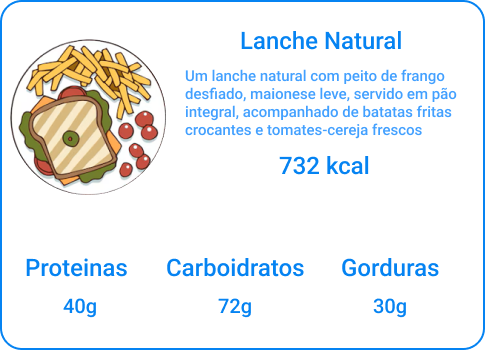 Lanche Natural
Um lanche natural com peito de frango
desfiado, maionese leve, servido em pão
integral, acompanhado de batatas fritas
crocantes e tomates-cereja frescos
732 kcal
Proteinas Carboidratos Gorduras
40g 72g 30g